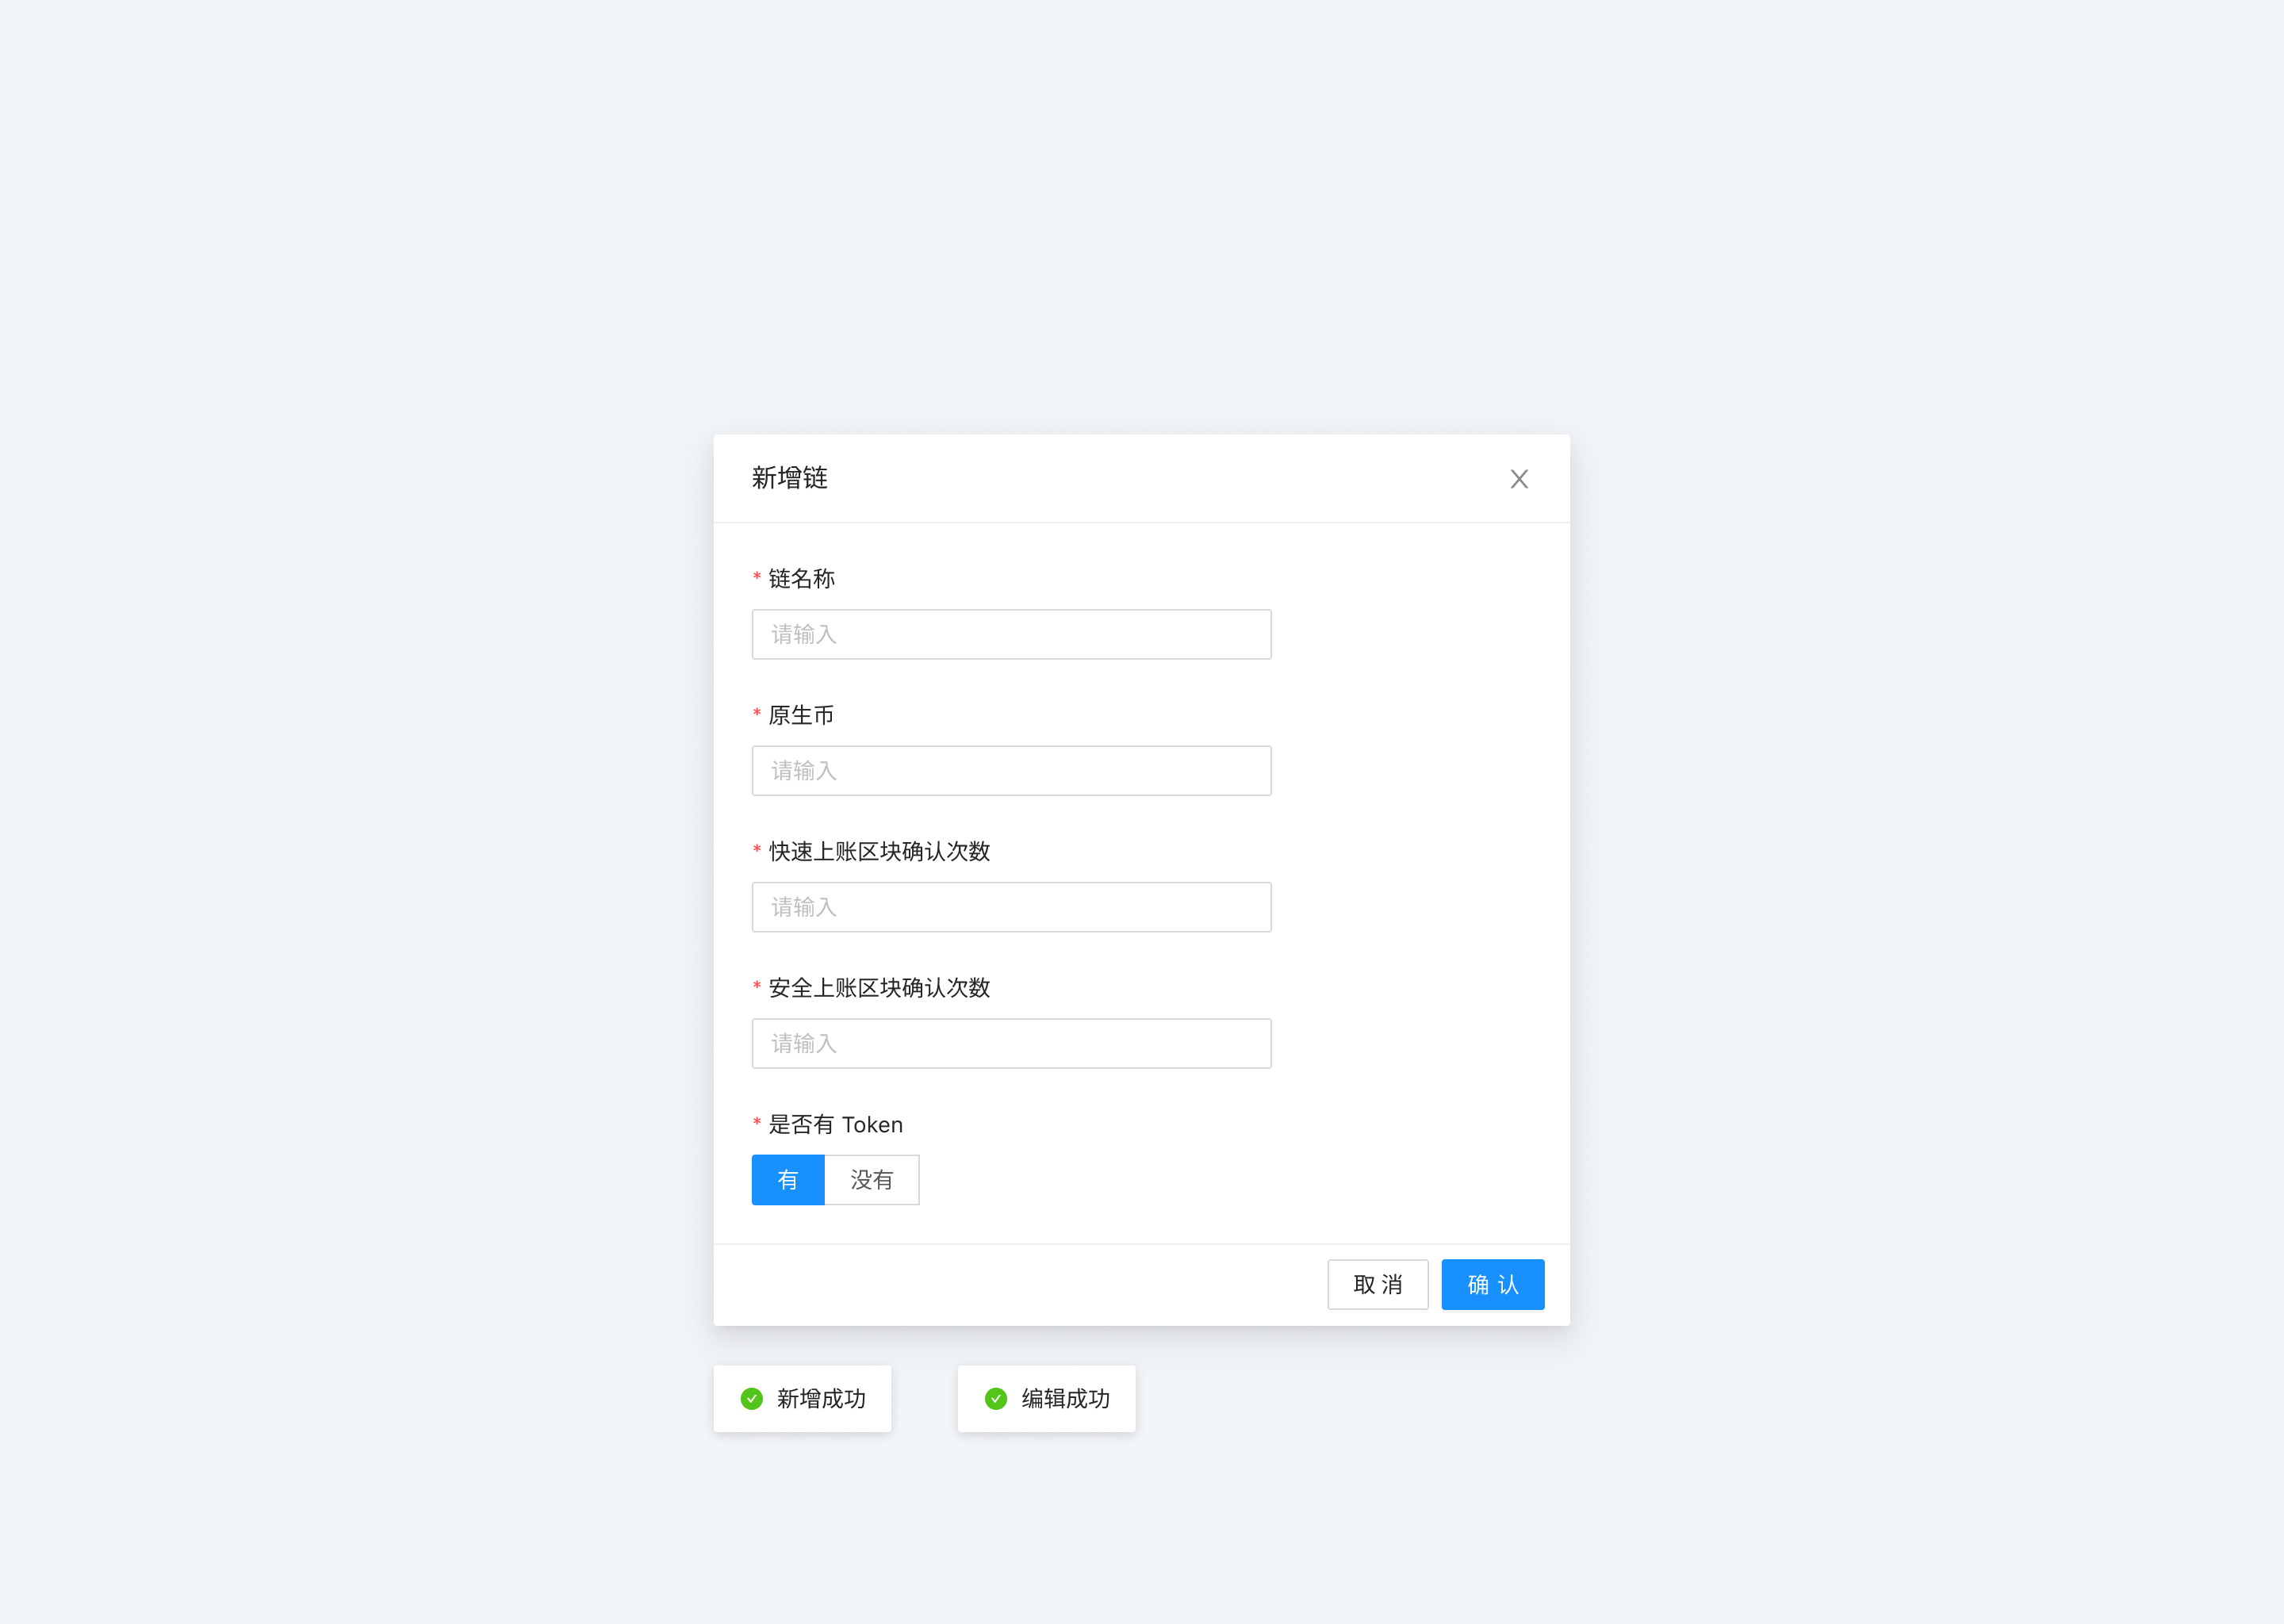 新增链
* 链名称
请输入
* 原生币
请输入
* 快速上账区块确认次数
请输入
* 安全上账区块确认次数
请输入
* 是否有 Token
有 没有
取 消 确 认
新增成功 编辑成功